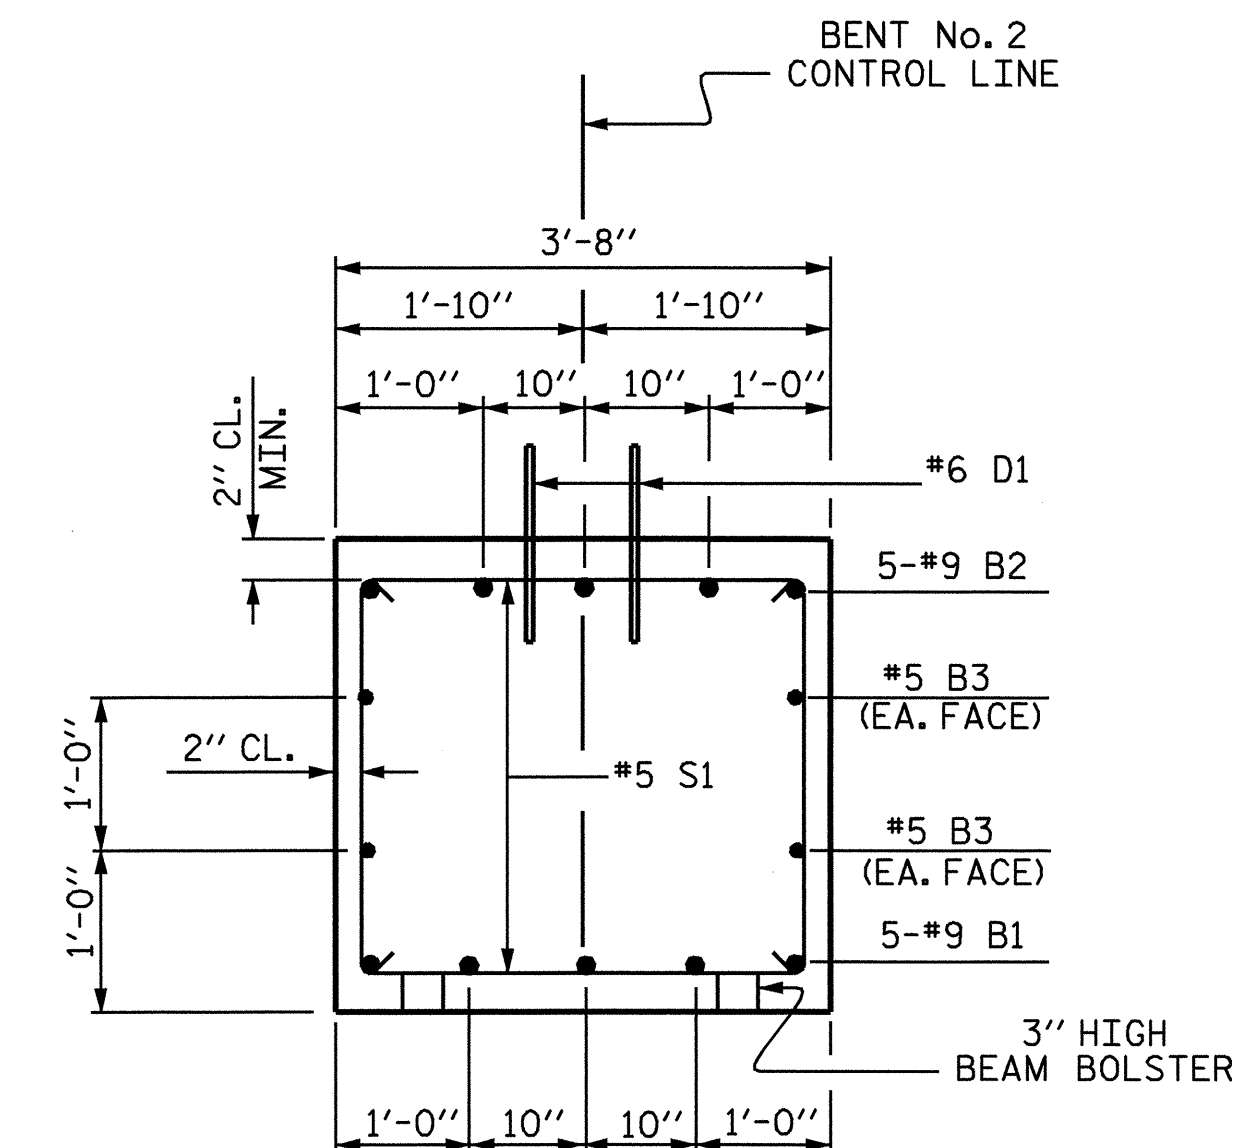 BENT No. 2
CONTROL LINE
3'-8"
1'-10" 1'-10"
1'-0" 10" 10" 1'-0"
2" CL.
MIN.
#6 D1
5-#9 B2
#5 B3
(EA. FACE)
1'-0"
2" CL.
#5 S1
#5 B3
(EA. FACE)
1'-0"
5-#9 B1
3" HIGH
BEAM BOLSTER
1'-0" 10" 10" 1'-0"